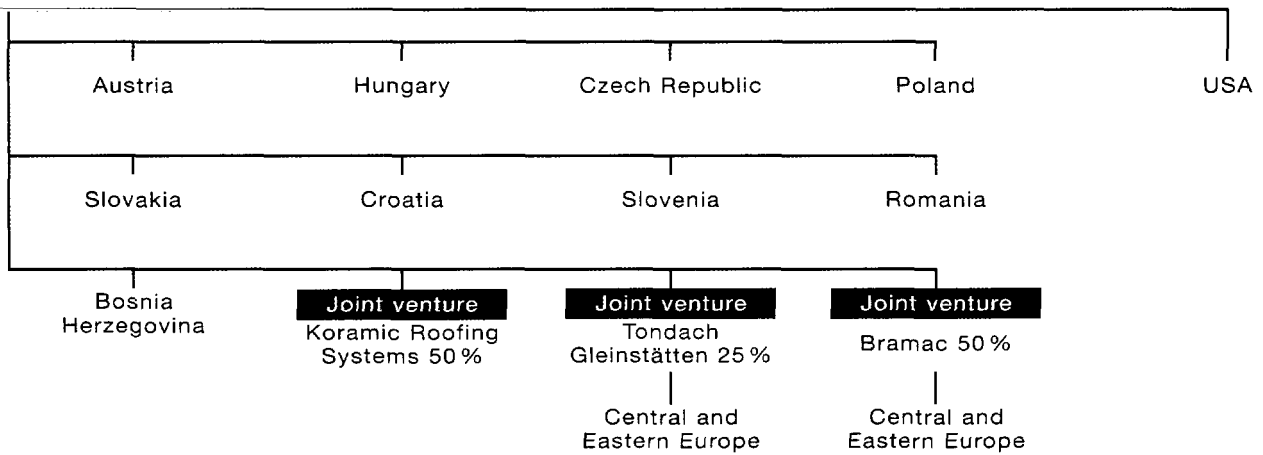 Austria
Hungary
Czech Republic
Poland
USA
Slovakia
Croatia
Slovenia
Romania
Bosnia
Herzegovina
Joint venture
Koramic Roofing
Systems 50 %
Joint venture
Tondach
Gleinstätten 25 %
Central and
Eastern Europe
Joint venture
Bramac 50 %
Central and
Eastern Europe